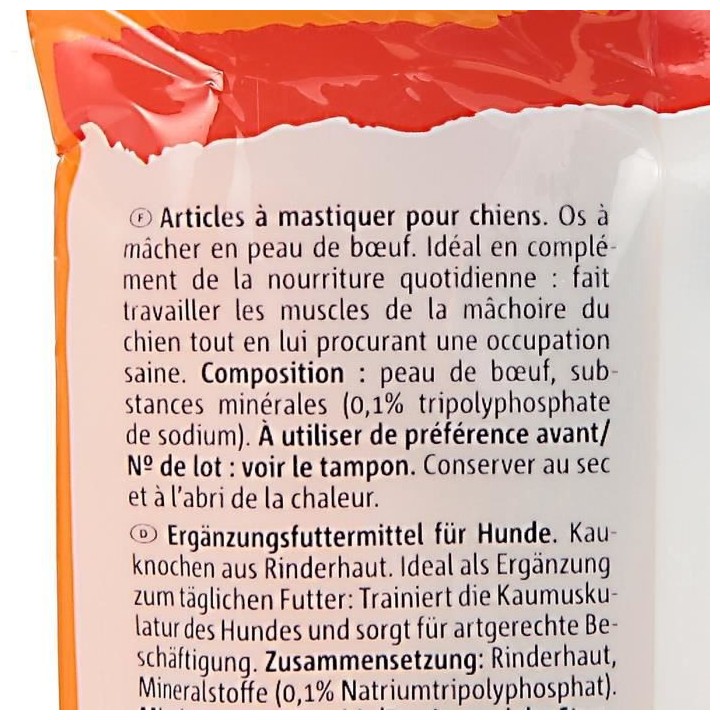 Ⓕ Articles à mastiquer pour chiens. Os à
mâcher en peau de bœuf. Idéal en complé-
ment de la nourriture quotidienne : fait
travailler les muscles de la mâchoire du
chien tout en lui procurant une occupation
saine. Composition : peau de bœuf, sub-
stances minérales (0,1% tripolyphosphate
de sodium). À utiliser de préférence avant/
Nº de lot : voir le tampon. Conserver au sec
et à l'abri de la chaleur.
Ⓓ Ergänzungsfuttermittel für Hunde. Kau-
knochen aus Rinderhaut. Ideal als Ergänzung
zum täglichen Futter: Trainiert die Kaumusku-
latur des Hundes und sorgt für artgerechte Be-
schäftigung. Zusammensetzung: Rinderhaut,
Mineralstoffe (0,1% Natriumtripolyphosphat).